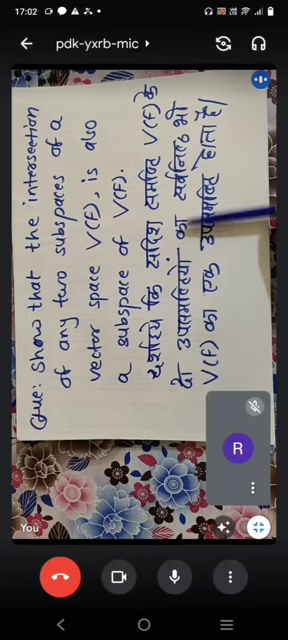 17:02
91
pdk-yxrb-mic
Que: Show that the intersection
of any two subspaces of a
vector space V(F), is also
a subspace of V(F).
दर्शाइये कि सदिश समष्टि V(F) के
दो उपसमष्टियों का सर्वनिष्ठ भी
V(F) का एक उपसमष्टि होता है।
R
You